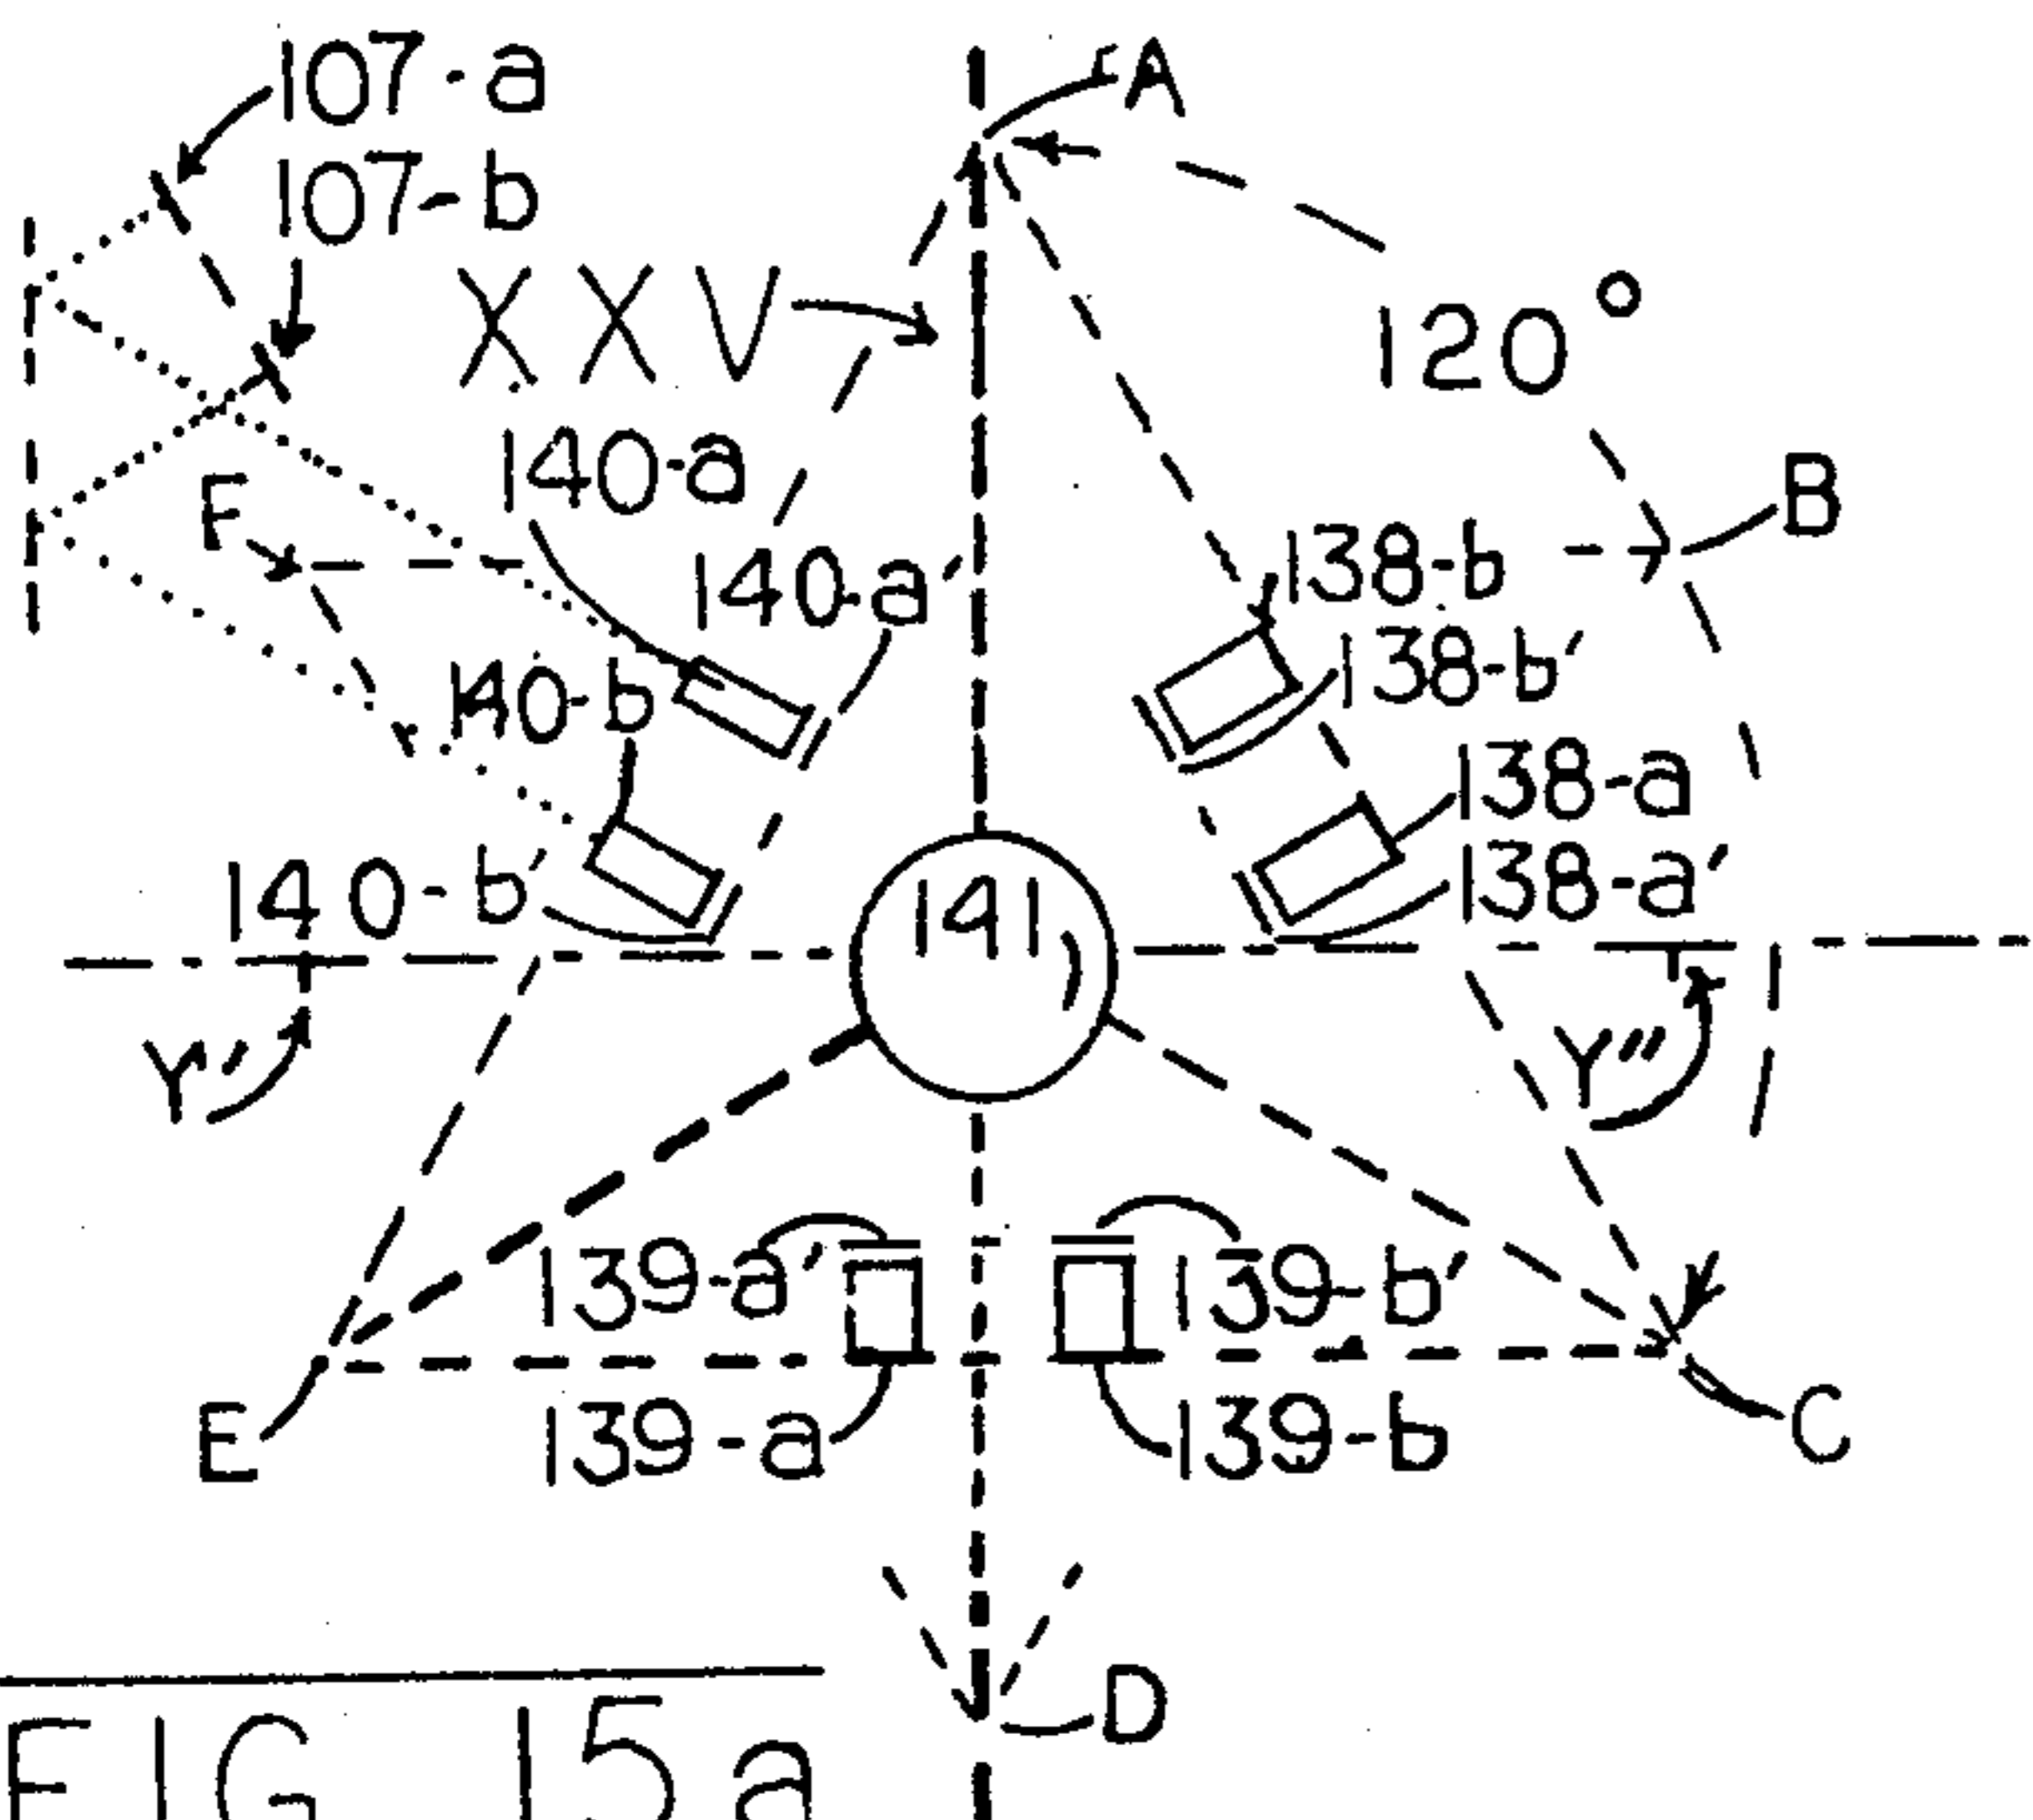 107-a
A
107-b
XXV
120°
140-a
B
F
138-b
140-a'
138-b'
140-b
138-a
140-b'
141
138-a'
Y'
Y"
139-a'
139-b'
E
139-a
139-b
C
D
FIG 15a